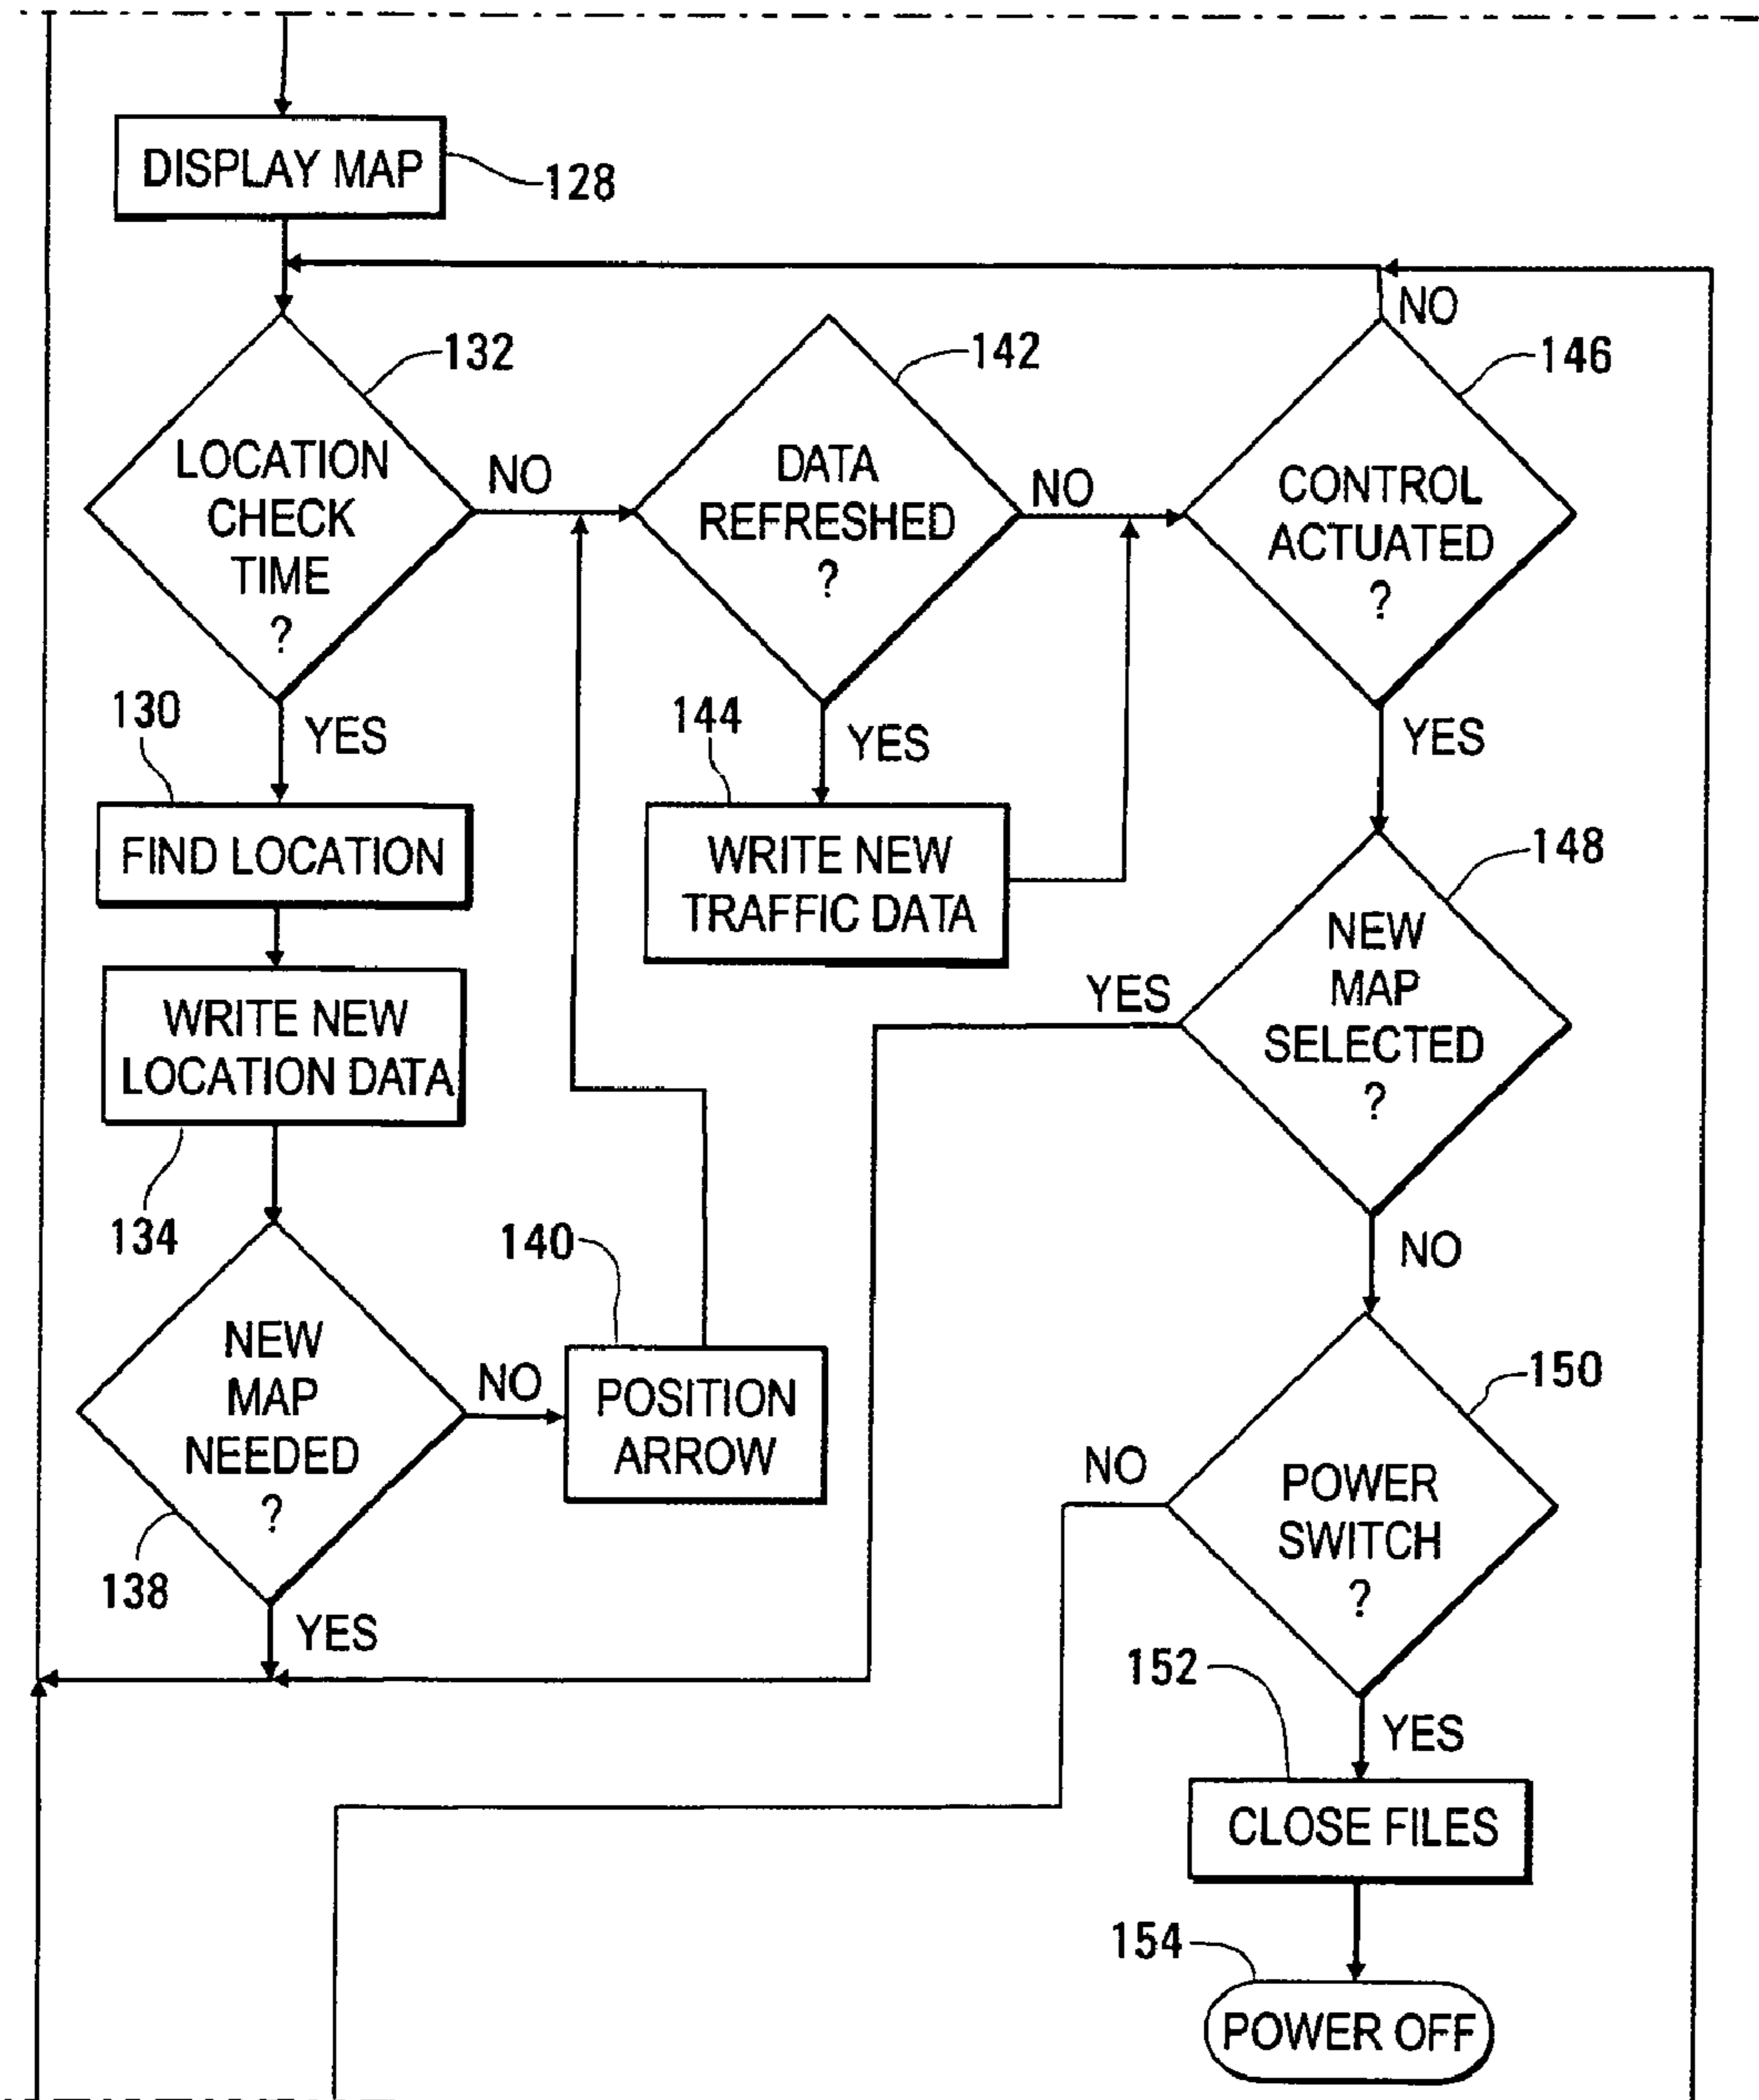 DISPLAY MAP
128
NO
132
142
146
LOCATION
CHECK
TIME
?
NO
DATA
REFRESHED
?
NO
CONTROL
ACTUATED
?
130
YES
144
YES
YES
FIND LOCATION
WRITE NEW
TRAFFIC DATA
148
NEW
MAP
SELECTED
?
YES
WRITE NEW
LOCATION DATA
134
140
NO
NEW
MAP
NEEDED
?
NO
POSITION
ARROW
150
NO
POWER
SWITCH
?
138
YES
152
YES
CLOSE FILES
154
POWER OFF